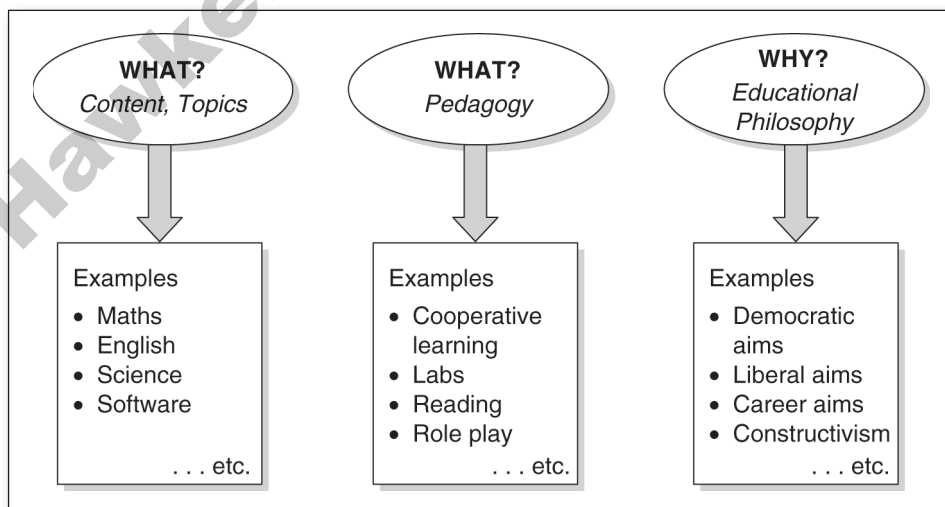 Hawke
WHAT?
Content, Topics
WHAT?
Pedagogy
WHY?
Educational
Philosophy
Examples
• Maths
• English
• Science
• Software
. . . etc.
Examples
• Cooperative
learning
• Labs
• Reading
• Role play
. . . etc.
Examples
• Democratic
aims
• Liberal aims
• Career aims
• Constructivism
. . . etc.